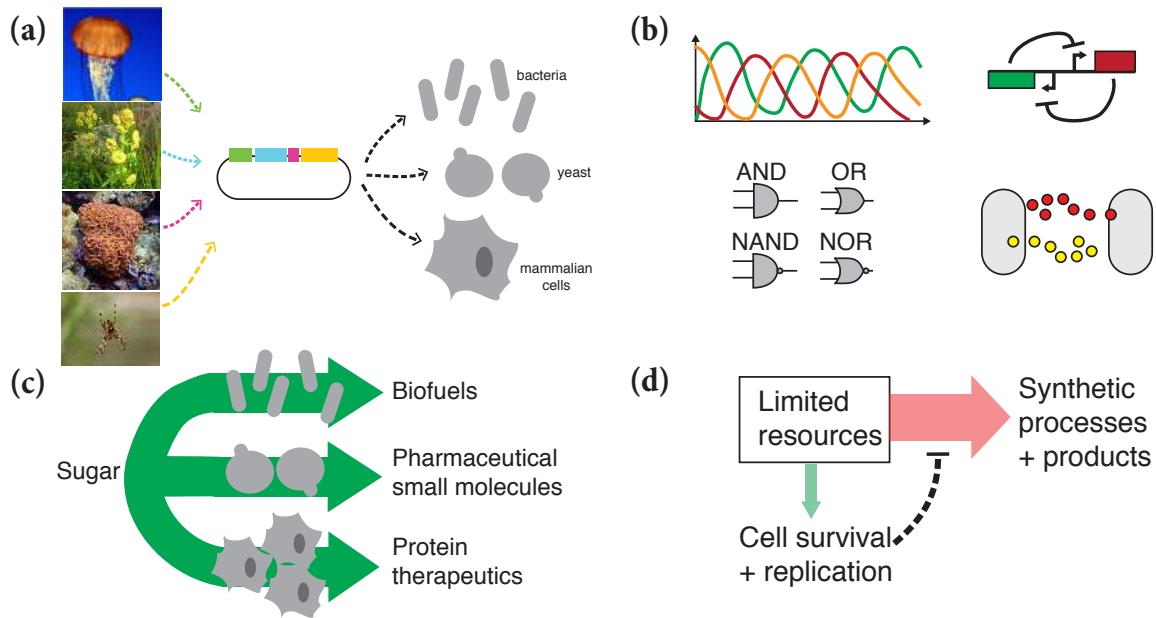 (a)
bacteria
yeast
mammalian
cells
(b)
AND OR
NAND NOR
(c)
Sugar
Biofuels
Pharmaceutical
small molecules
Protein
therapeutics
(d)
Limited
resources
Synthetic
processes
+ products
Cell survival
+ replication